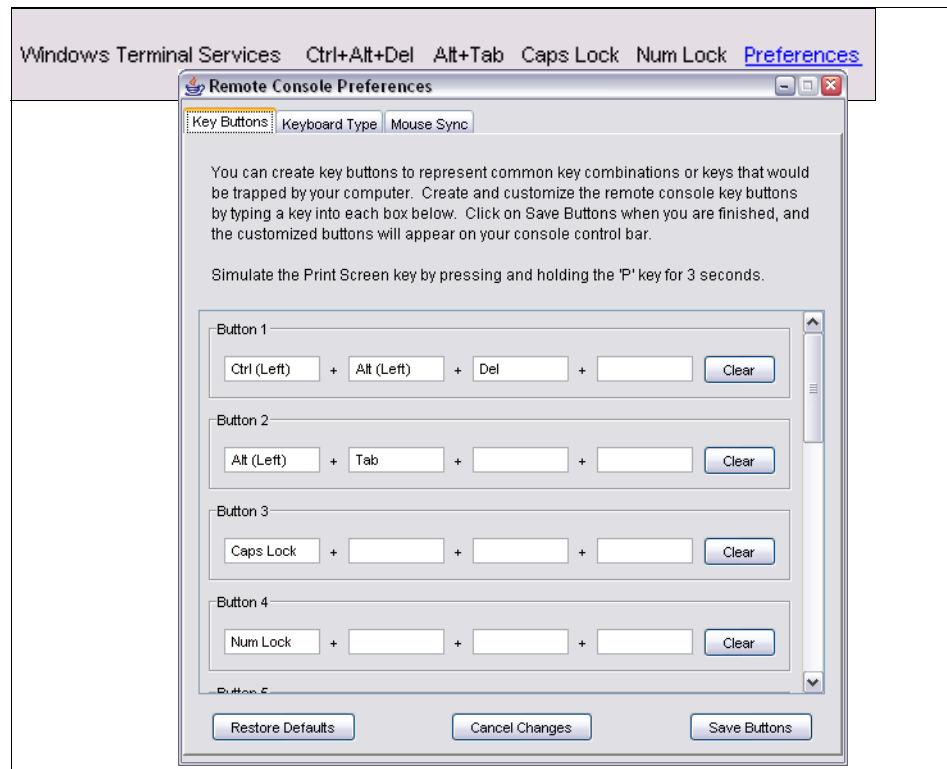 Windows Terminal Services Ctrl+Alt+Del Alt+Tab Caps Lock Num Lock Preferences
Remote Console Preferences
Key Buttons Keyboard Type Mouse Sync
You can create key buttons to represent common key combinations or keys that would
be trapped by your computer. Create and customize the remote console key buttons
by typing a key into each box below. Click on Save Buttons when you are finished, and
the customized buttons will appear on your console control bar.
Simulate the Print Screen key by pressing and holding the 'P' key for 3 seconds.
Button 1
Ctrl (Left) + Alt (Left) + Del + Clear
Button 2
Alt (Left) + Tab + + Clear
Button 3
Caps Lock + + + Clear
Button 4
Num Lock + + + Clear
Button 5
Restore Defaults Cancel Changes Save Buttons